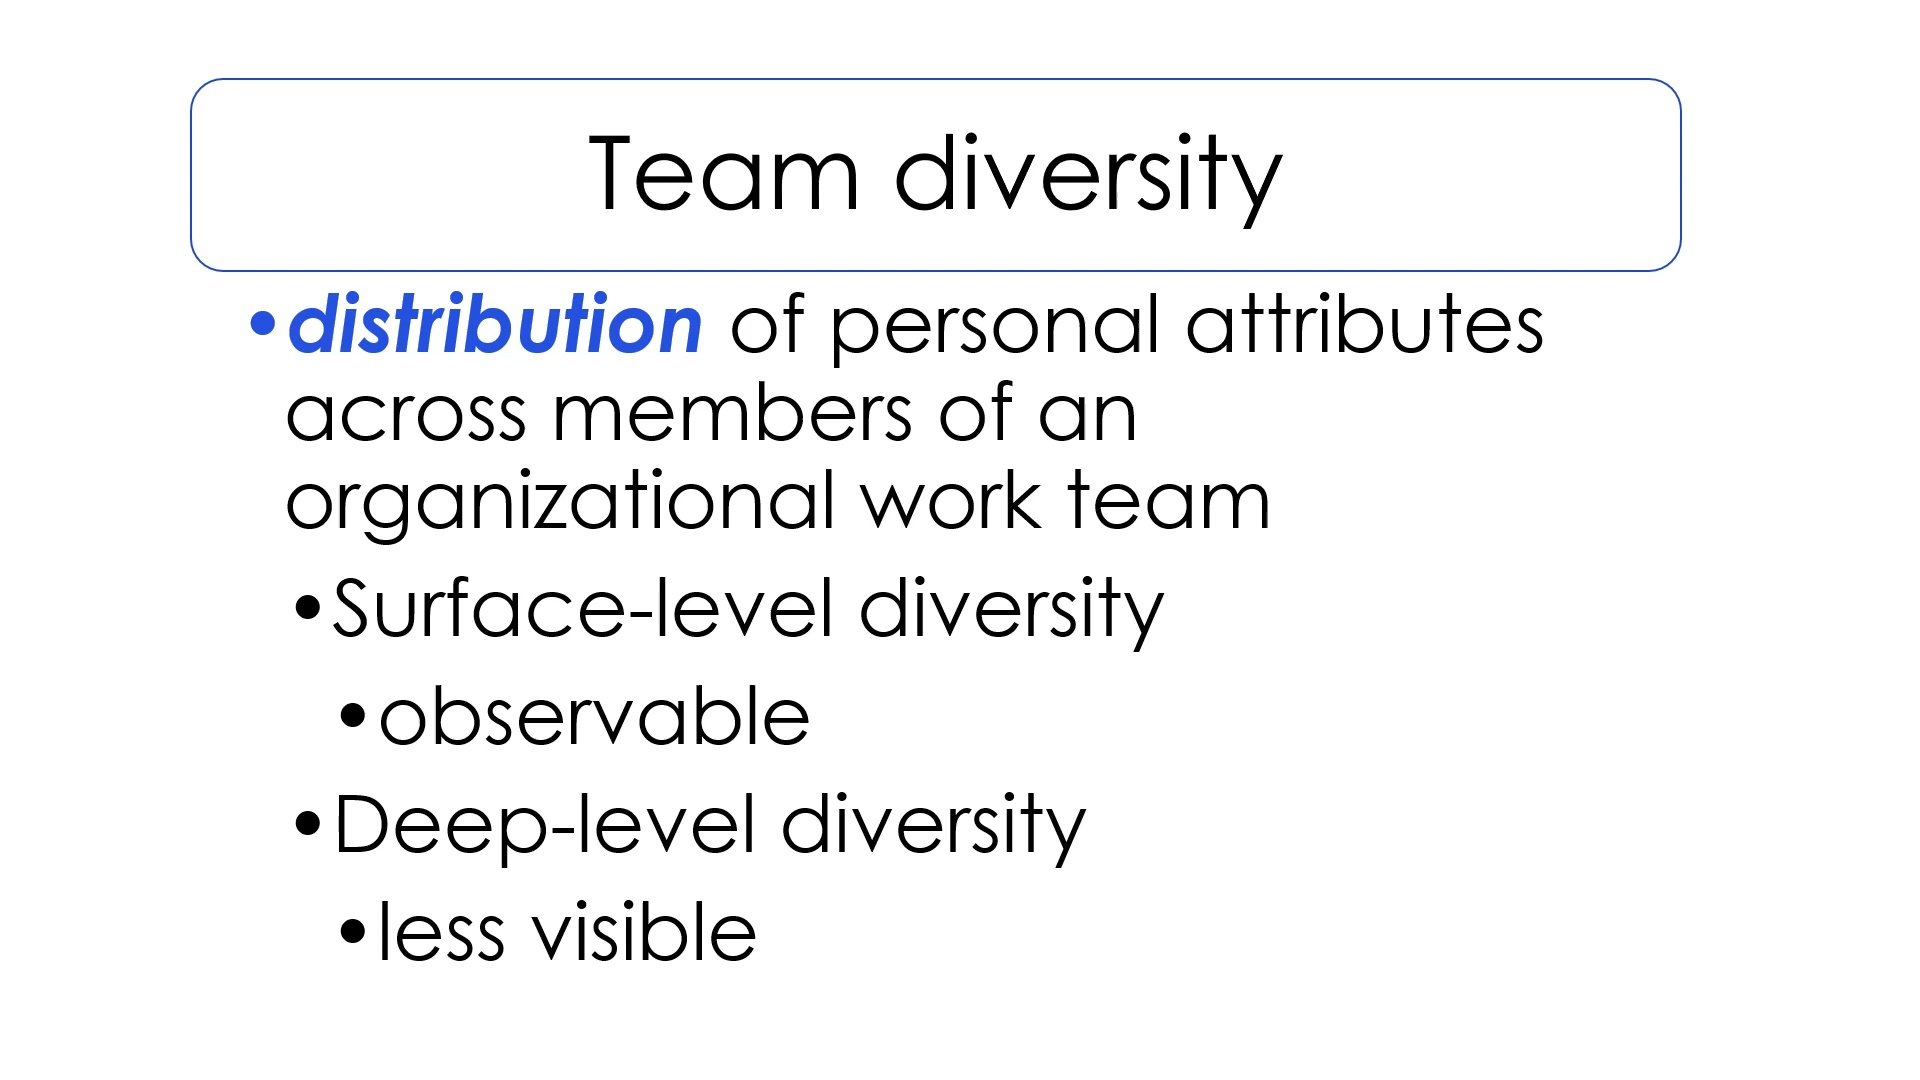 Team diversity
•distribution of personal attributes
across members of an
organizational work team
•Surface-level diversity
•observable
•Deep-level diversity
•less visible